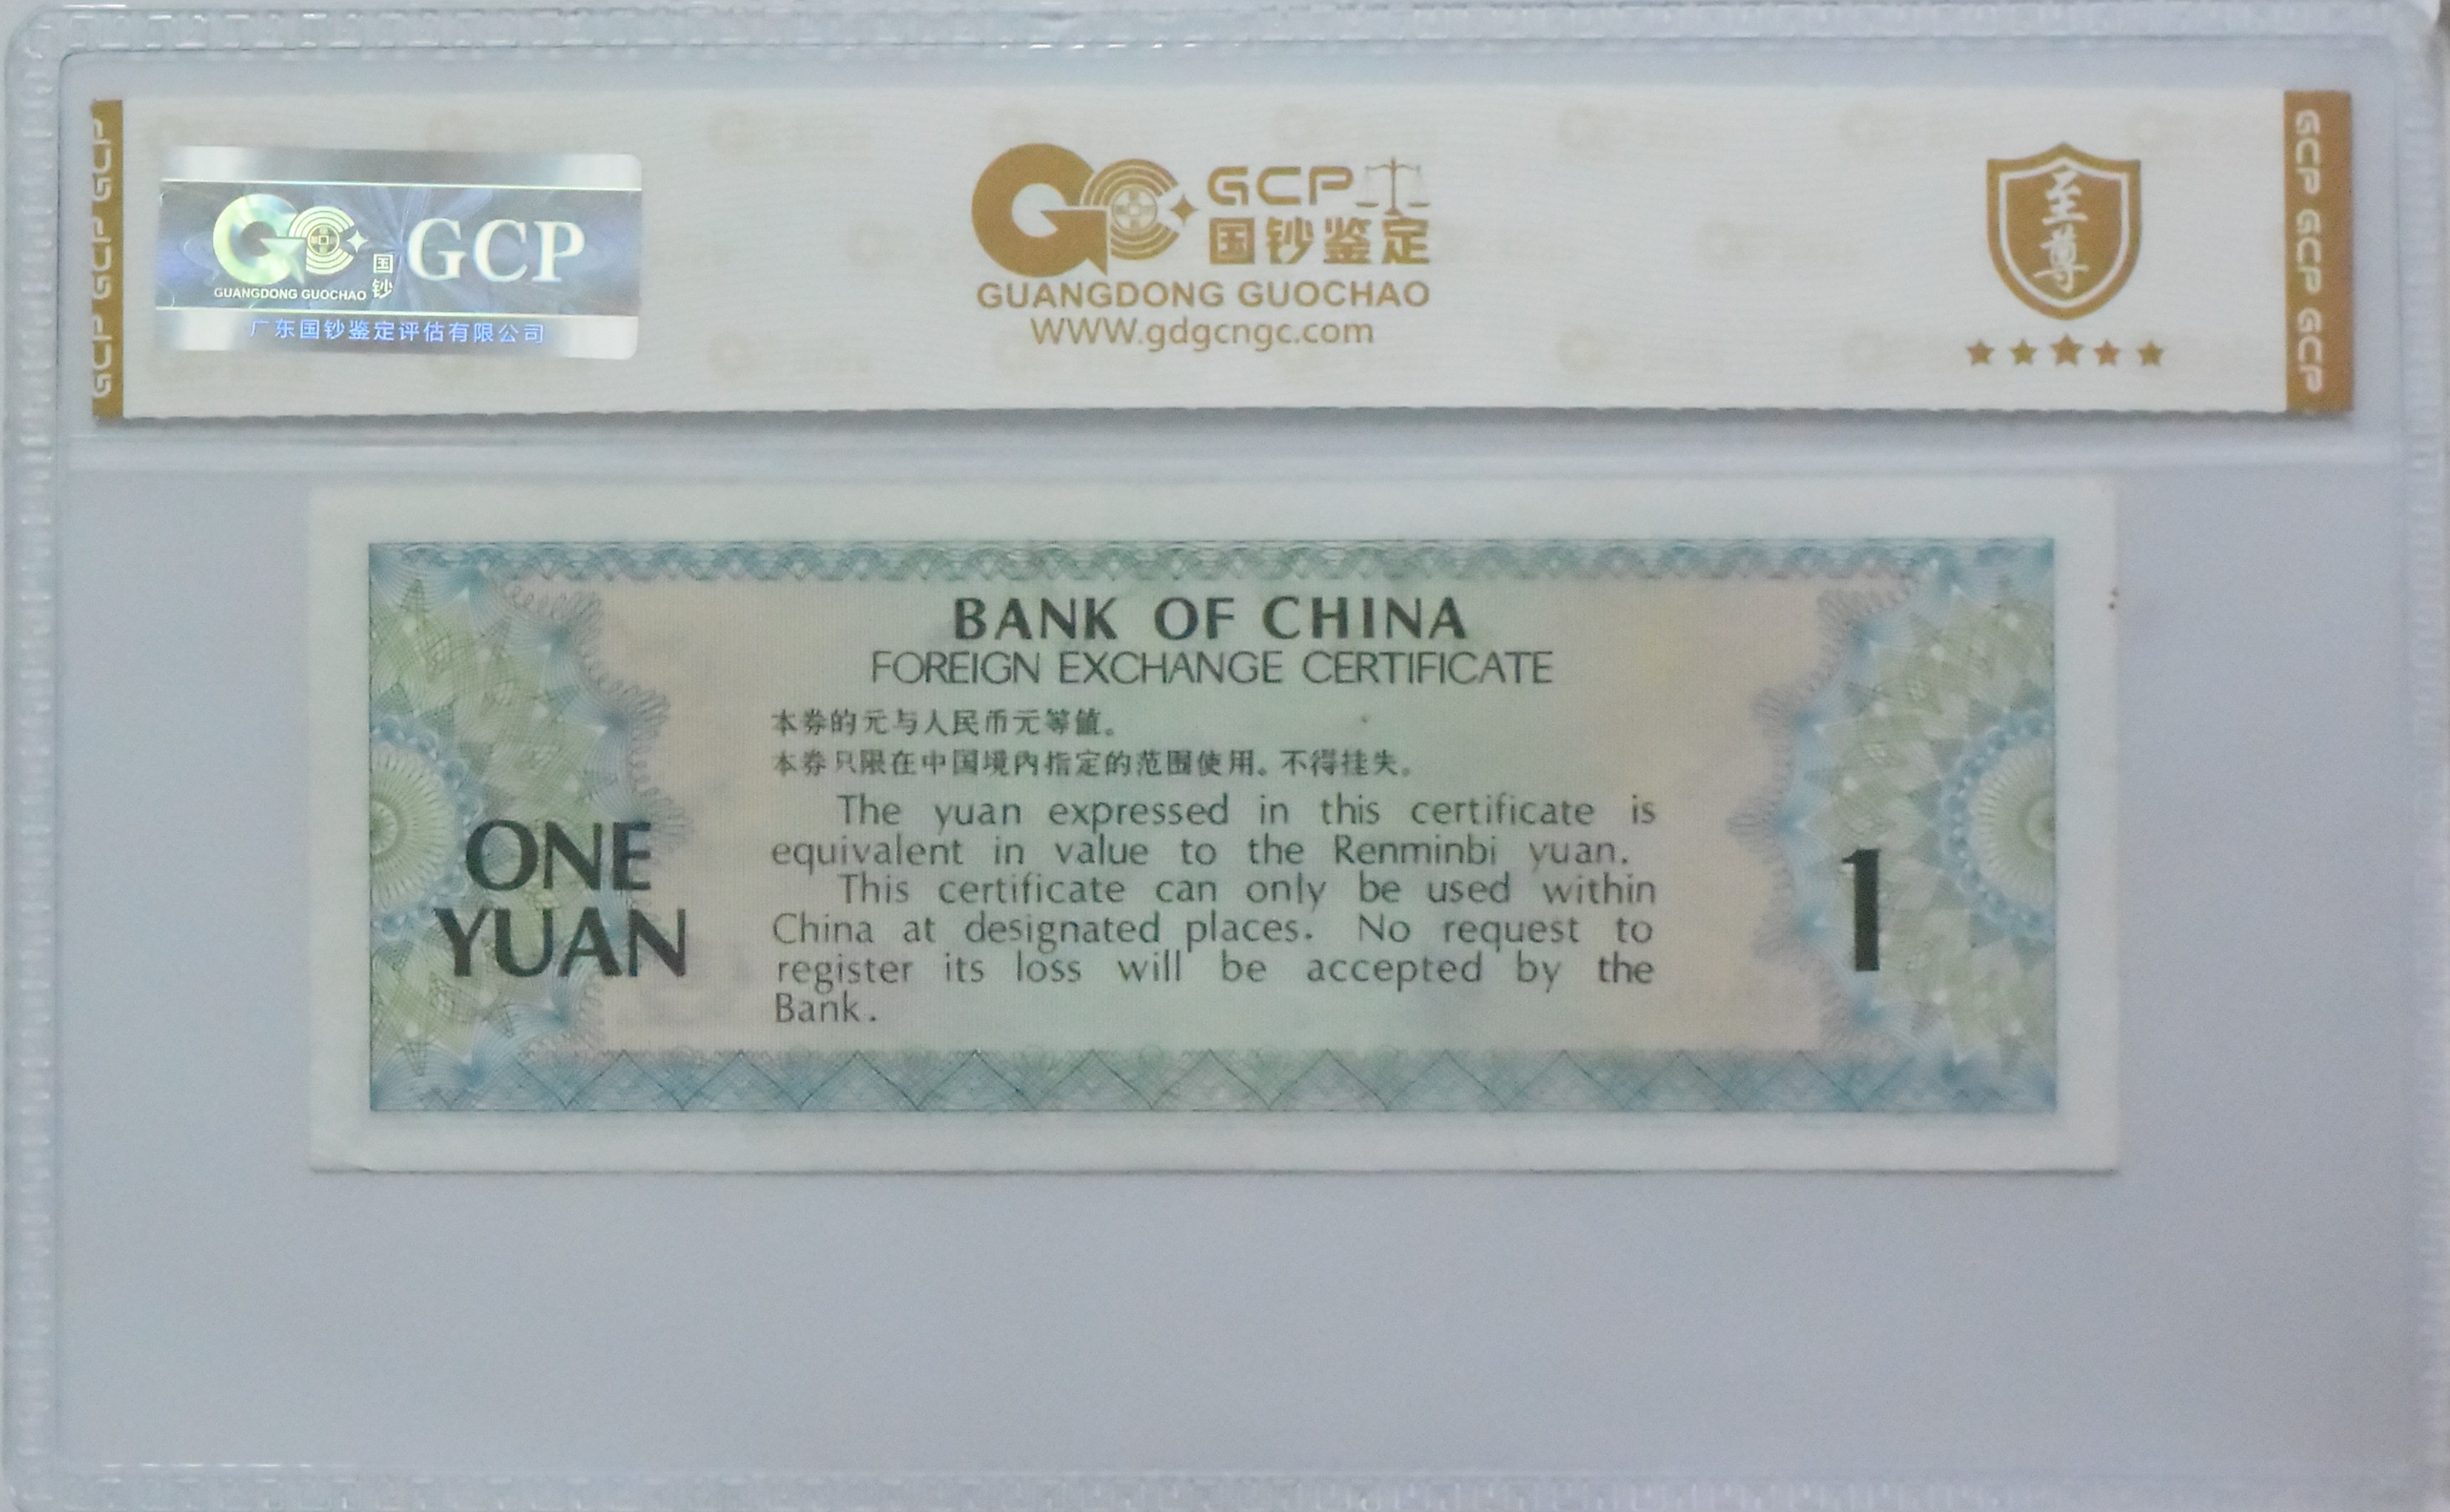 GCP GCP GCP
国钞
GCP
GUANGDONG GUOCHAO
广东国钞鉴定评估有限公司
GCP
国钞鉴定
GUANGDONG GUOCHAO
WWW.gdgcngc.com
至尊
GCP GCP GCP
BANK OF CHINA
FOREIGN EXCHANGE CERTIFICATE
本券的元与人民币元等值。
本券只限在中国境内指定的范围使用。不得挂失。
The yuan expressed in this certificate is
equivalent in value to the Renminbi yuan.
This certificate can only be used within
China at designated places. No request to
register its loss will be accepted by the
Bank.
ONE
YUAN
1